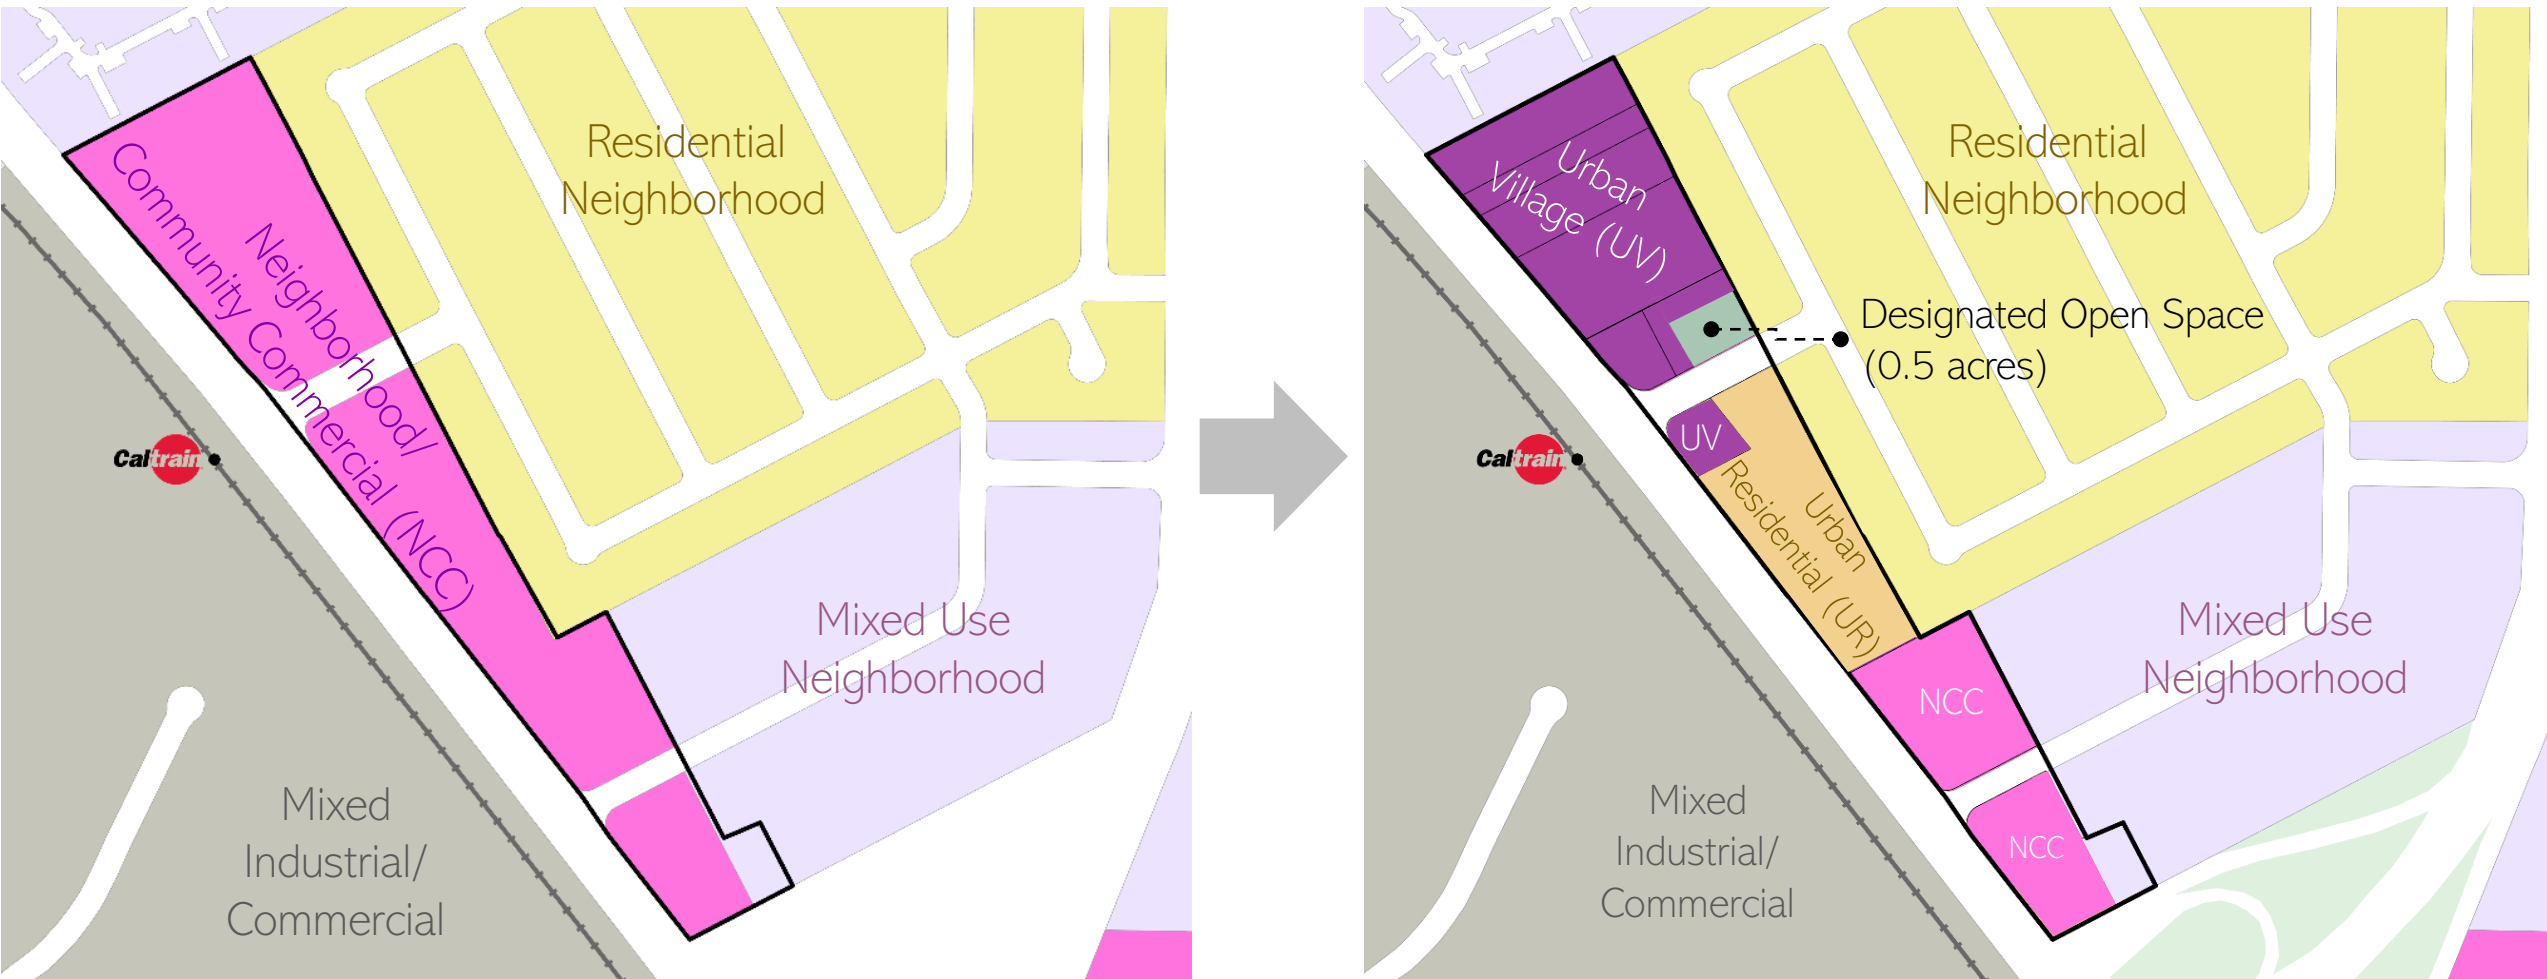 Residential
Neighborhood
Neighborhood/
Community Commercial (NCC)
Caltrain
Mixed Use
Neighborhood
Mixed
Industrial/
Commercial
Urban
Village (UV)
Residential
Neighborhood
Designated Open Space
(0.5 acres)
UV
Caltrain
Urban
Residential (UR)
NCC
Mixed Use
Neighborhood
Mixed
Industrial/
Commercial
NCC